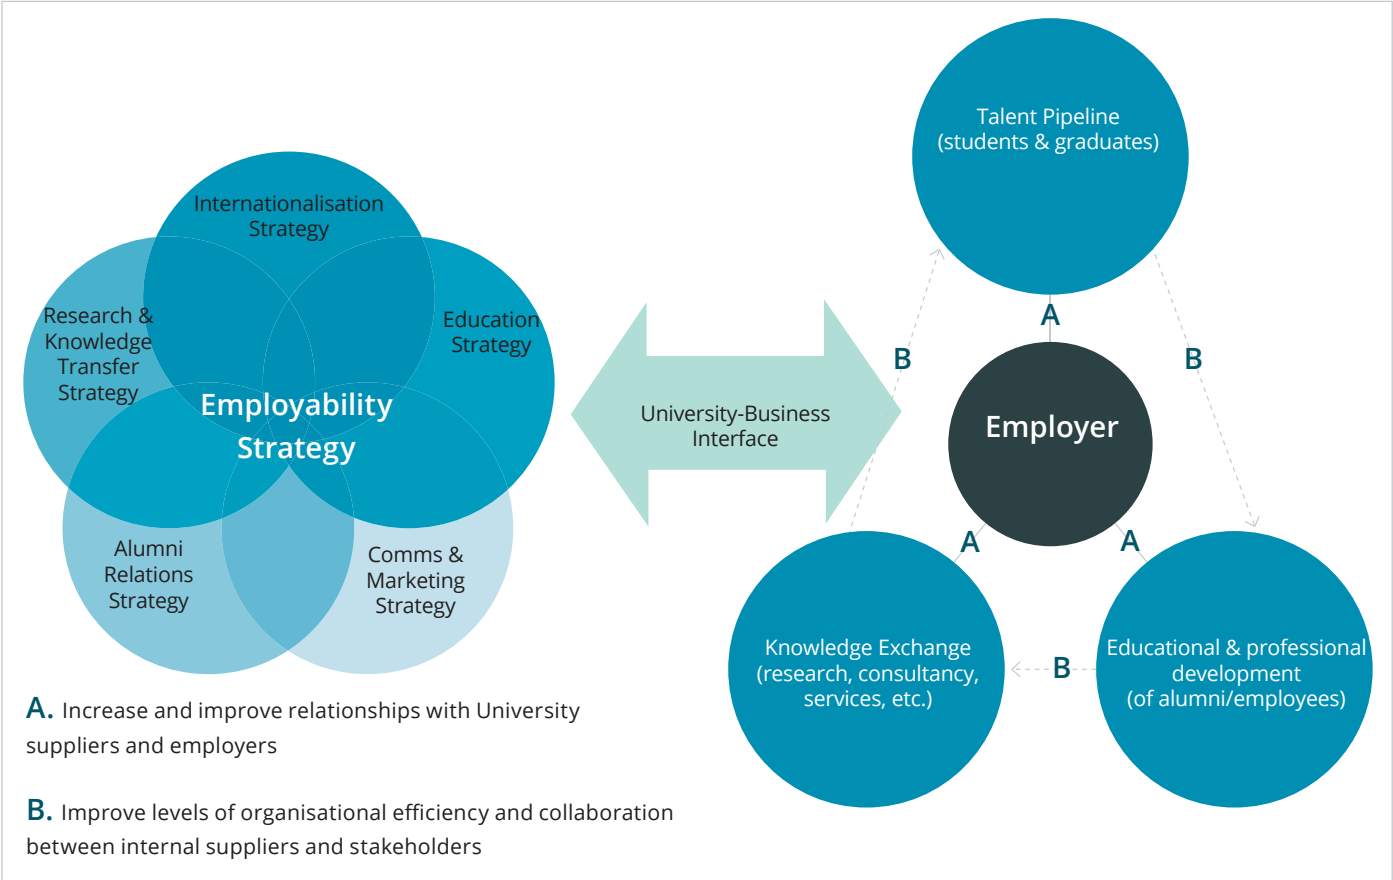 Internationalisation
Strategy
Research &
Knowledge
Transfer
Strategy
Education
Strategy
Employability
Strategy
Alumni
Relations
Strategy
Comms &
Marketing
Strategy
University-Business
Interface
Talent Pipeline
(students & graduates)
A
B
B
Employer
A
A
Knowledge Exchange
(research, consultancy,
services, etc.)
B
Educational & professional
development
(of alumni/employees)
A. Increase and improve relationships with University
suppliers and employers
B. Improve levels of organisational efficiency and collaboration
between internal suppliers and stakeholders